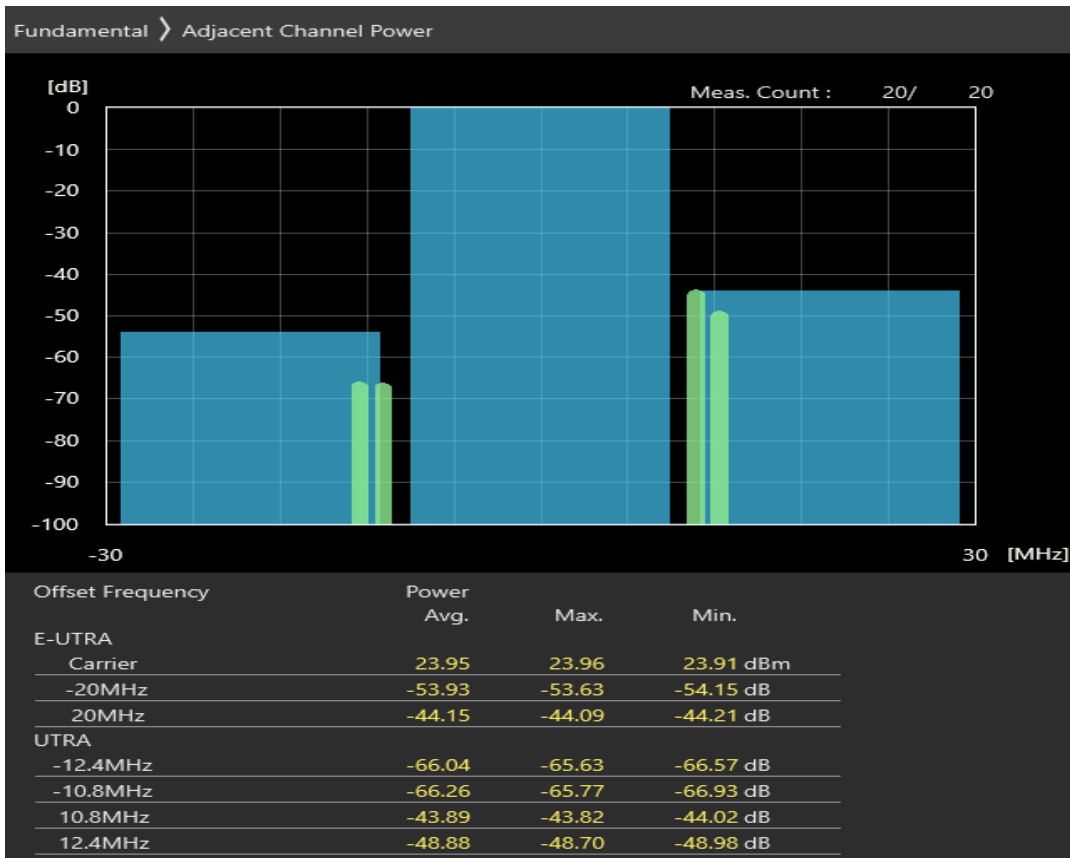 Fundamental 〉 Adjacent Channel Power
[dB]
Meas. Count : 20/ 20
0
-10
-20
-30
-40
-50
-60
-70
-80
-90
-100
-30 30 [MHz]
Offset Frequency Power
Avg. Max. Min.
E-UTRA
Carrier 23.95 23.96 23.91 dBm
-20MHz -53.93 -53.63 -54.15 dB
20MHz -44.15 -44.09 -44.21 dB
UTRA
-12.4MHz -66.04 -65.63 -66.57 dB
-10.8MHz -66.26 -65.77 -66.93 dB
10.8MHz -43.89 -43.82 -44.02 dB
12.4MHz -48.88 -48.70 -48.98 dB